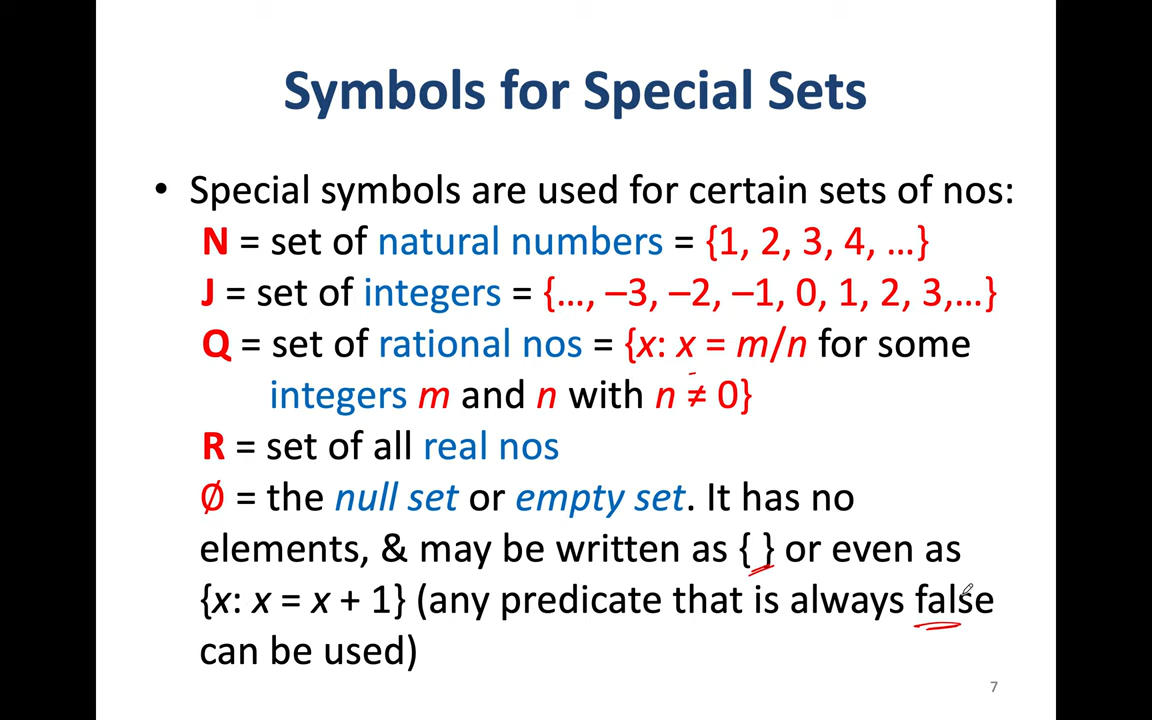 Symbols for Special Sets
• Special symbols are used for certain sets of nos:
N = set of natural numbers = {1, 2, 3, 4, …}
J = set of integers = {…, –3, –2, –1, 0, 1, 2, 3,…}
Q = set of rational nos = {x: x = m/n for some
integers m and n with n ≠ 0}
R = set of all real nos
∅ = the null set or empty set. It has no
elements, & may be written as { } or even as
{x: x = x + 1} (any predicate that is always false
can be used)
7